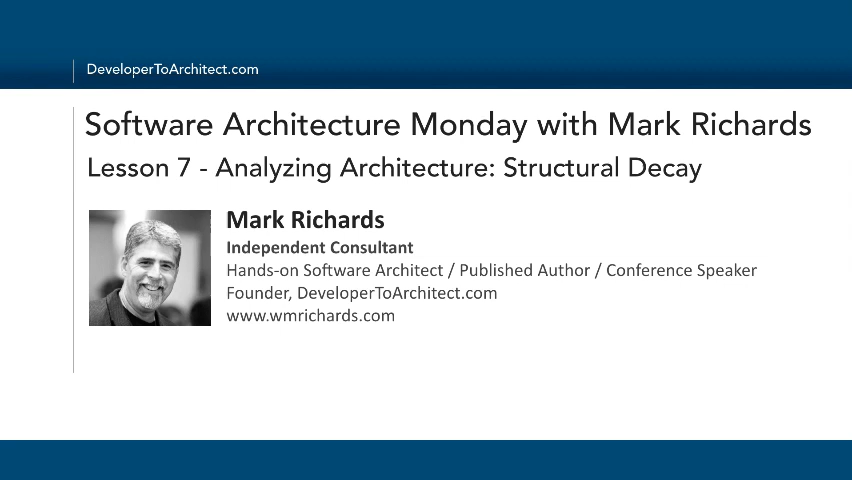 DeveloperToArchitect.com
Software Architecture Monday with Mark Richards
Lesson 7 - Analyzing Architecture: Structural Decay
Mark Richards
Independent Consultant
Hands-on Software Architect / Published Author / Conference Speaker
Founder, DeveloperToArchitect.com
www.wmrichards.com